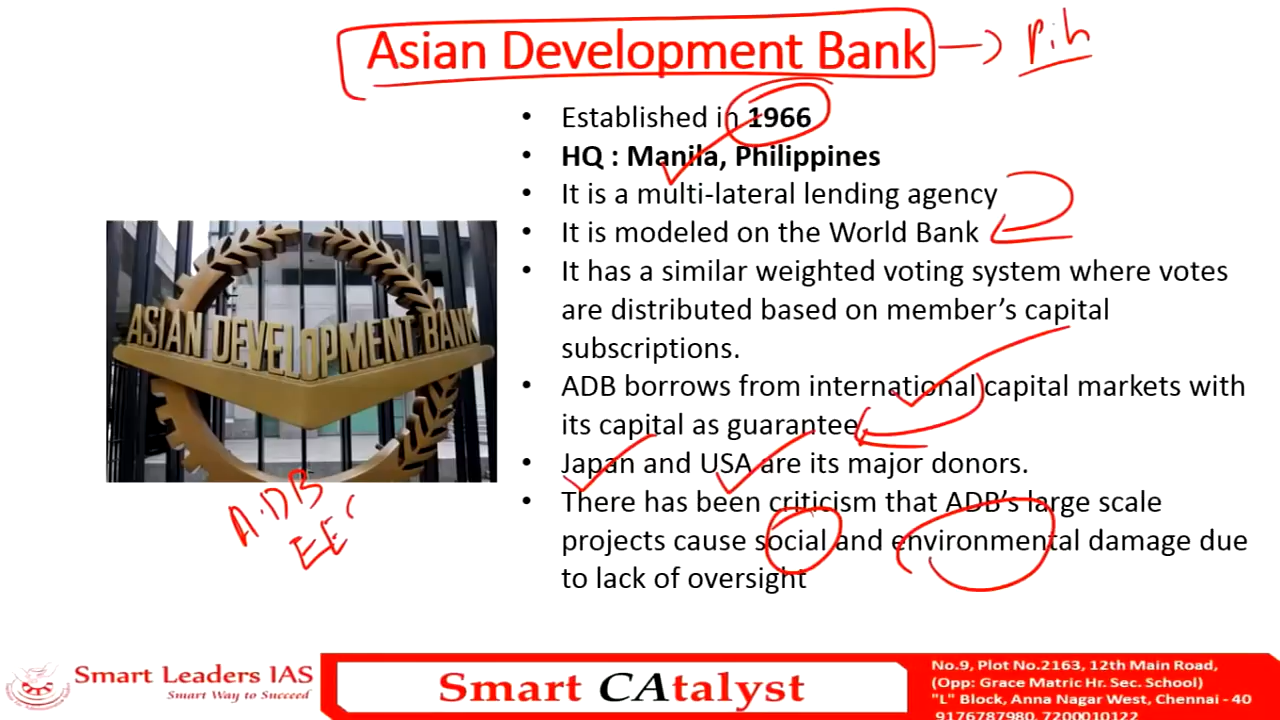 Asian Development Bank
P.h
• Established in 1966
• HQ : Manila, Philippines
• It is a multi-lateral lending agency
• It is modeled on the World Bank
• It has a similar weighted voting system where votes
are distributed based on member’s capital
subscriptions.
• ADB borrows from international capital markets with
its capital as guarantee
• Japan and USA are its major donors.
• There has been criticism that ADB’s large scale
projects cause social and environmental damage due
to lack of oversight
ASIAN DEVELOPMENT BANK
A.DB
Smart Leaders IAS
Smart Way to Succeed
Smart CAtalyst
No.9, Plot No.2163, 12th Main Road,
(Opp: Grace Matric Hr. Sec. School)
"L" Block, Anna Nagar West, Chennai - 40
9176787980, 7200010122